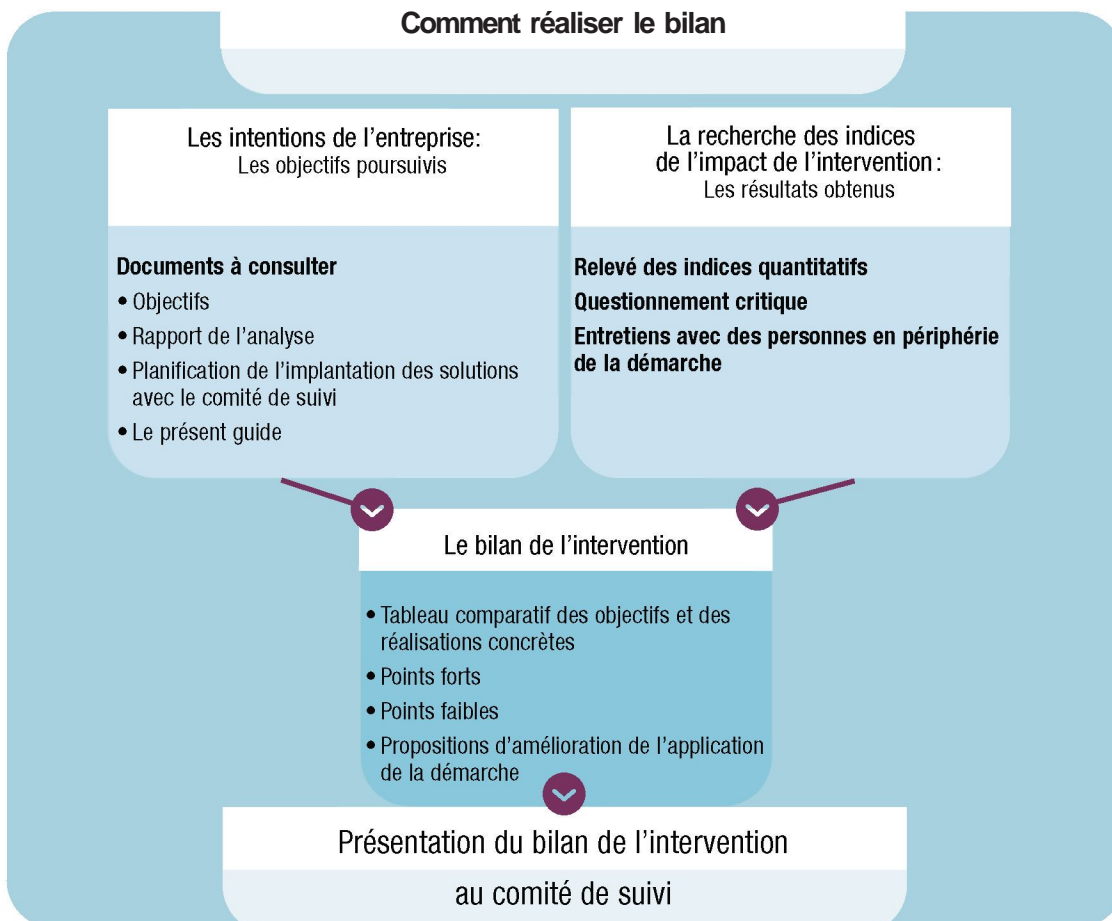 Comment réaliser le bilan
Les intentions de l'entreprise:
Les objectifs poursuivis
Documents à consulter
• Objectifs
• Rapport de l'analyse
• Planification de l'implantation des solutions
avec le comité de suivi
• Le présent guide
La recherche des indices
de l'impact de l'intervention :
Les résultats obtenus
Relevé des indices quantitatifs
Questionnement critique
Entretiens avec des personnes en périphérie
de la démarche
Le bilan de l'intervention
• Tableau comparatif des objectifs et des
réalisations concrètes
• Points forts
• Points faibles
• Propositions d'amélioration de l'application
de la démarche
Présentation du bilan de l'intervention
au comité de suivi